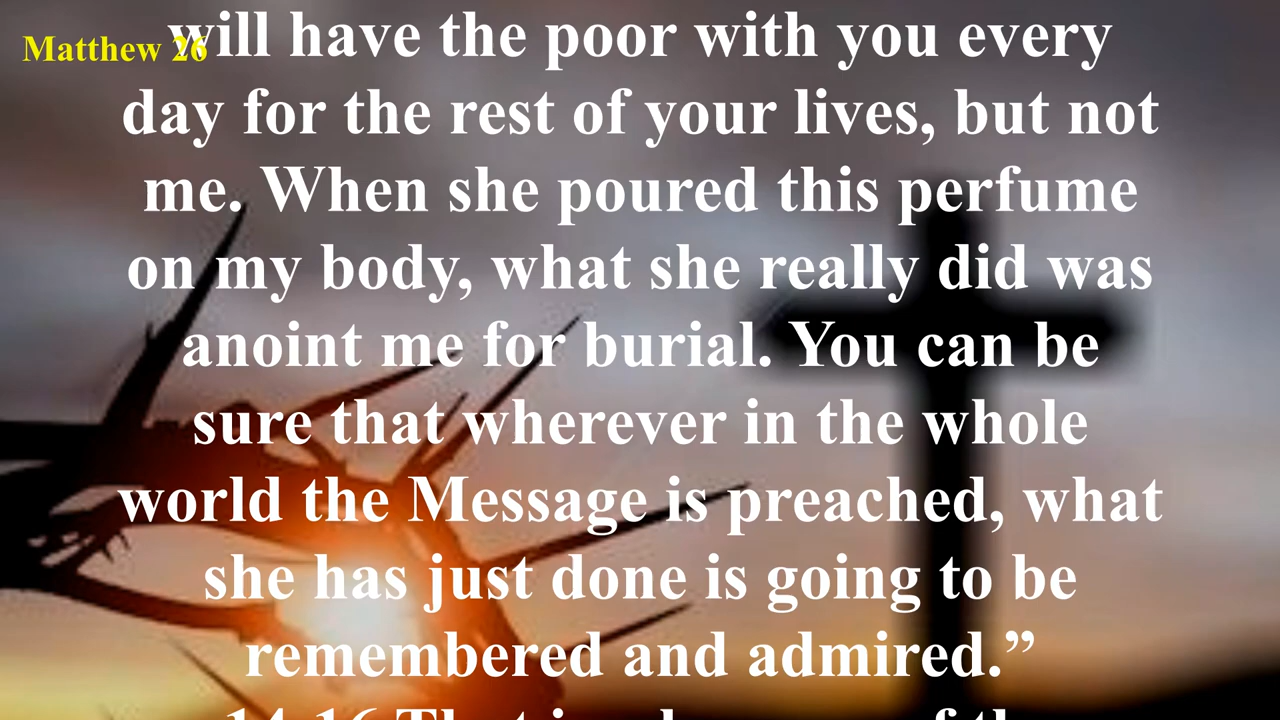 Matthew 26
will have the poor with you every
day for the rest of your lives, but not
me. When she poured this perfume
on my body, what she really did was
anoint me for burial. You can be
sure that wherever in the whole
world the Message is preached, what
she has just done is going to be
remembered and admired.”